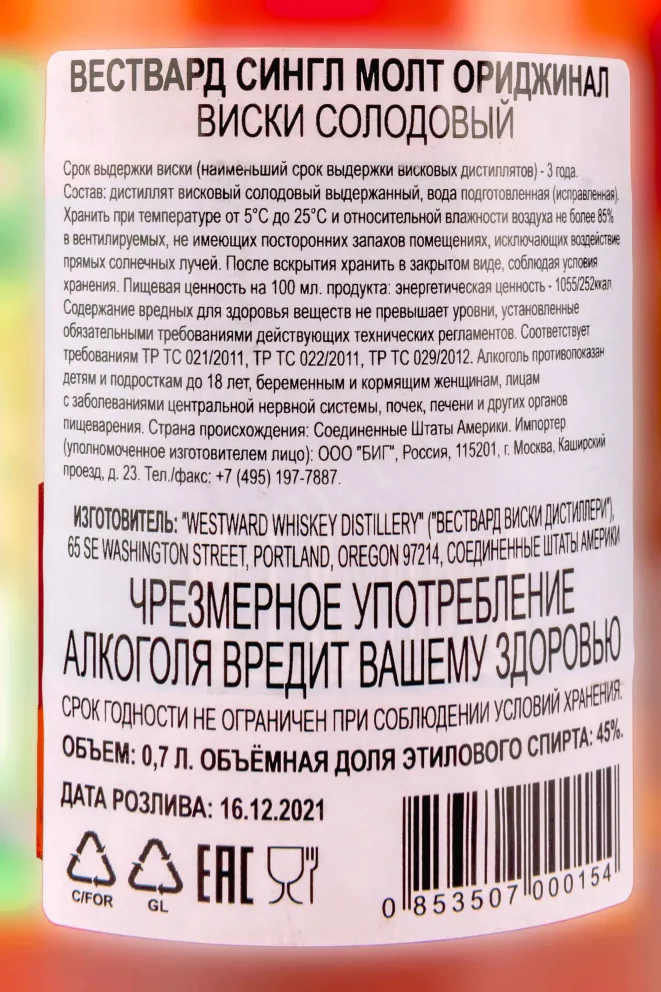 ВЕСТВАРД СИНГЛ МОЛТ ОРИДЖИНАЛ
ВИСКИ СОЛОДОВЫЙ
Срок выдержки виски (наименьший срок выдержки висковых дистиллятов) - 3 года.
Состав: дистиллят висковый солодовый выдержанный, вода подготовленная (исправленная).
Хранить при температуре от 5°С до 25°С и относительной влажности воздуха не более 85%
в вентилируемых, не имеющих посторонних запахов помещениях, исключающих воздействие
прямых солнечных лучей. После вскрытия хранить в закрытом виде, соблюдая условия
хранения. Пищевая ценность на 100 мл. продукта: энергетическая ценность - 1055/252ккал.
Содержание вредных для здоровья веществ не превышает уровни, установленные
обязательными требованиями действующих технических регламентов. Соответствует
требованиям ТР ТС 021/2011, ТР ТС 022/2011, ТР ТС 029/2012. Алкоголь противопоказан
детям и подросткам до 18 лет, беременным и кормящим женщинам, лицам
с заболеваниями центральной нервной системы, почек, печени и других органов
пищеварения. Страна происхождения: Соединенные Штаты Америки. Импортер
(уполномоченное изготовителем лицо): ООО "БИГ", Россия, 115201, г. Москва, Каширский
проезд, д. 23. Тел./факс: +7 (495) 197-7887.
ИЗГОТОВИТЕЛЬ: "WESTWARD WHISKEY DISTILLERY" ("ВЕСТВАРД ВИСКИ ДИСТИЛЛЕРИ"),
65 SE WASHINGTON STREET, PORTLAND, OREGON 97214, СОЕДИНЕННЫЕ ШТАТЫ АМЕРИКИ
ЧРЕЗМЕРНОЕ УПОТРЕБЛЕНИЕ
АЛКОГОЛЯ ВРЕДИТ ВАШЕМУ ЗДОРОВЬЮ
СРОК ГОДНОСТИ НЕ ОГРАНИЧЕН ПРИ СОБЛЮДЕНИИ УСЛОВИЙ ХРАНЕНИЯ.
ОБЪЕМ: 0,7 Л. ОБЪЁМНАЯ ДОЛЯ ЭТИЛОВОГО СПИРТА: 45%.
ДАТА РОЗЛИВА: 16.12.2021
C/FOR GL EAC
0 853507 000154